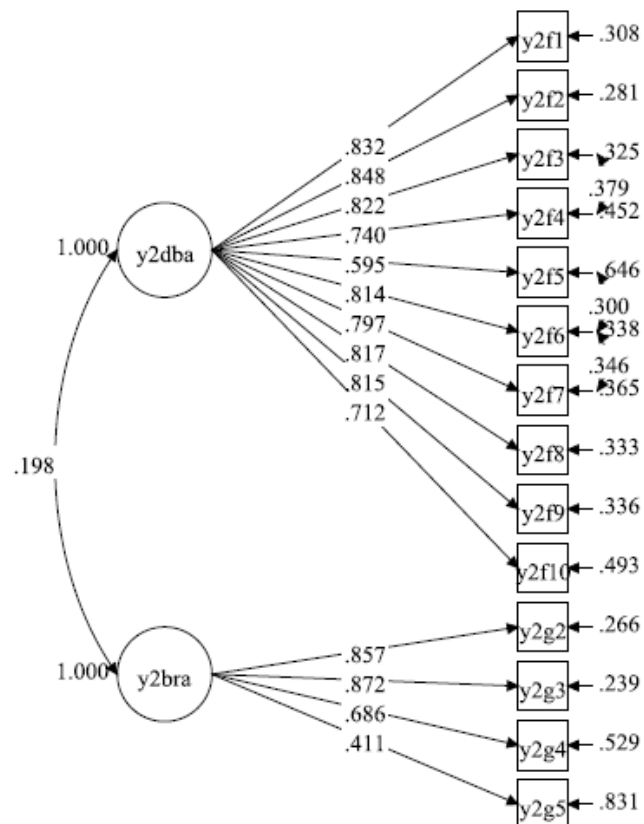 y2f1 .308
y2f2 .281
.832
.848
y2f3 .325
.822
.379
.740
y2f4 .452
1.000 y2dba
.595
y2f5 .646
.814
.300
.797
y2f6 .338
.817
.346
.815
y2f7 .365
.712
y2f8 .333
.198
y2f9 .336
y2f10 .493
y2g2 .266
.857
1.000 y2bra
.872
y2g3 .239
.686
.411
y2g4 .529
y2g5 .831